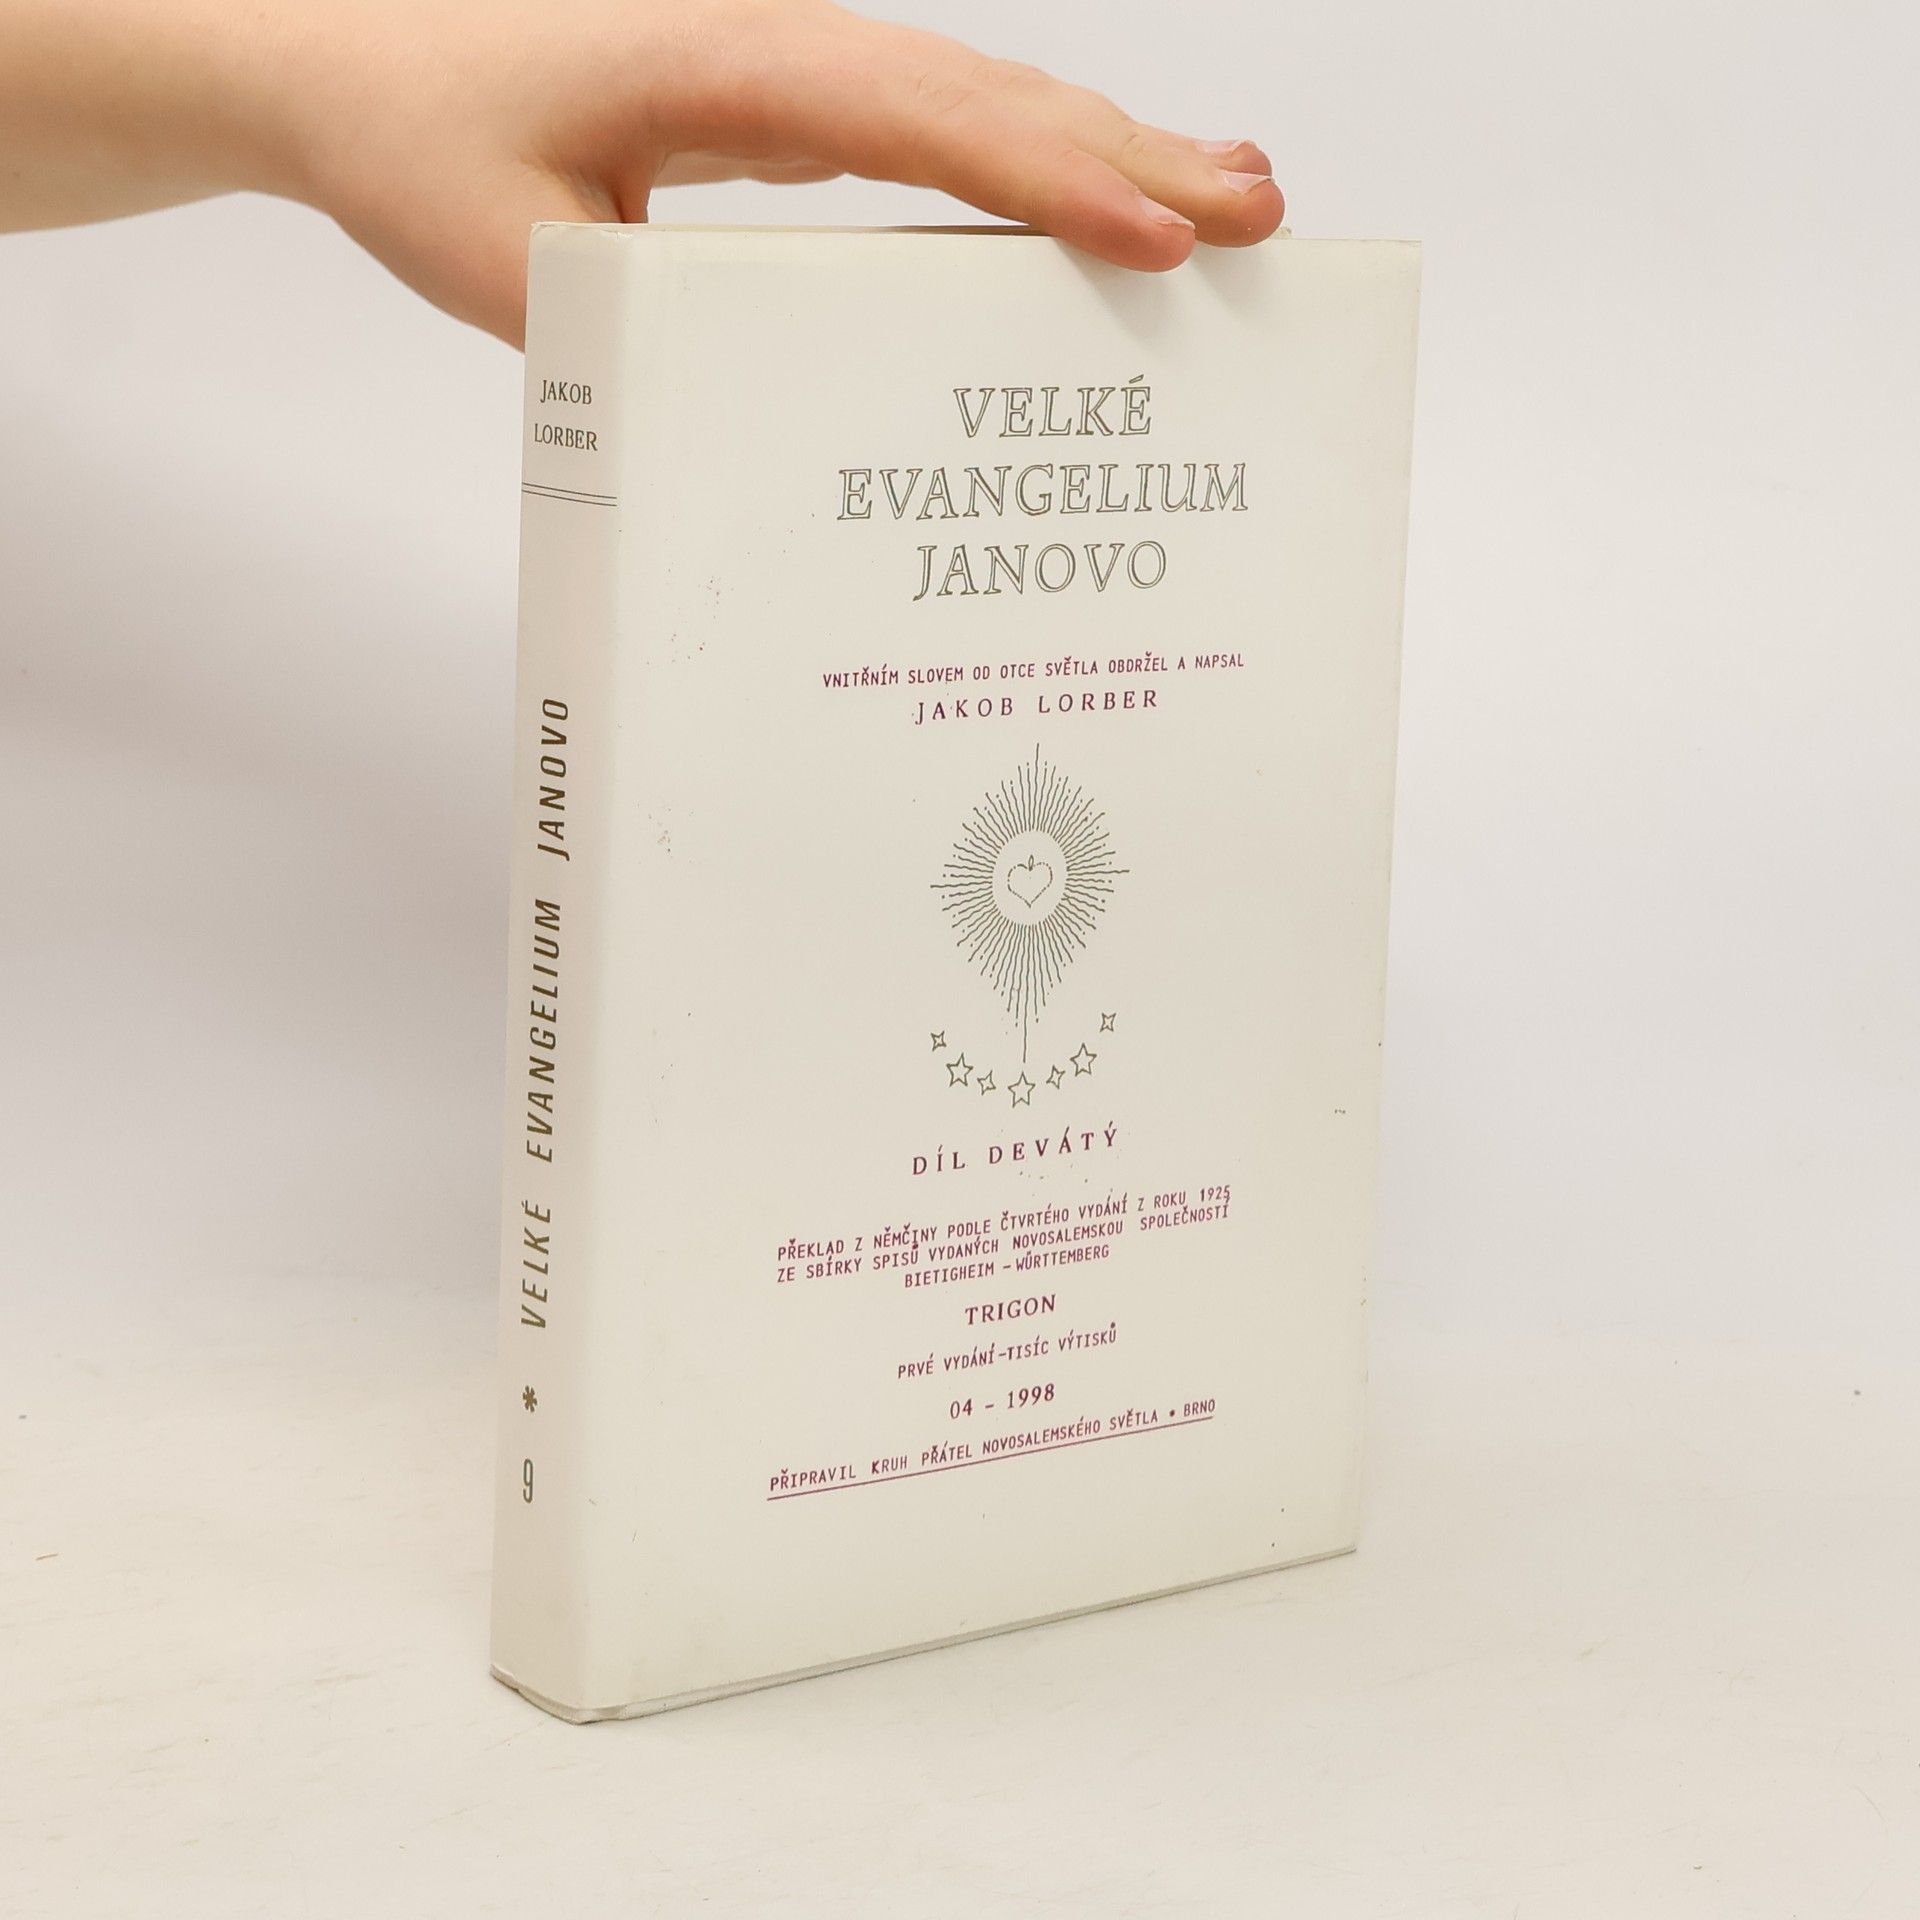 JAKOB
LORBER
VELKÉ EVANGELIUM JANOVO
*
9
VELKÉ
EVANGELIUM
JANOVO
VNITŘNÍM SLOVEM OD OTCE SVĚTLA OBDRŽEL A NAPSAL
JAKOB LORBER
DÍL DEVÁTÝ
PŘEKLAD Z NĚMČINY PODLE ČTVRTÉHO VYDÁNÍ Z ROKU 1925
ZE SBÍRKY SPISŮ VYDANÝCH NOVOSALEMSKOU SPOLEČNOSTÍ
BIETIGHEIM - WÜRTTEMBERG
TRIGON
PRVÉ VYDÁNÍ - TISÍC VÝTISKŮ
04 - 1998
PŘIPRAVIL KRUH PŘÁTEL NOVOSALEMSKÉHO SVĚTLA • BRNO